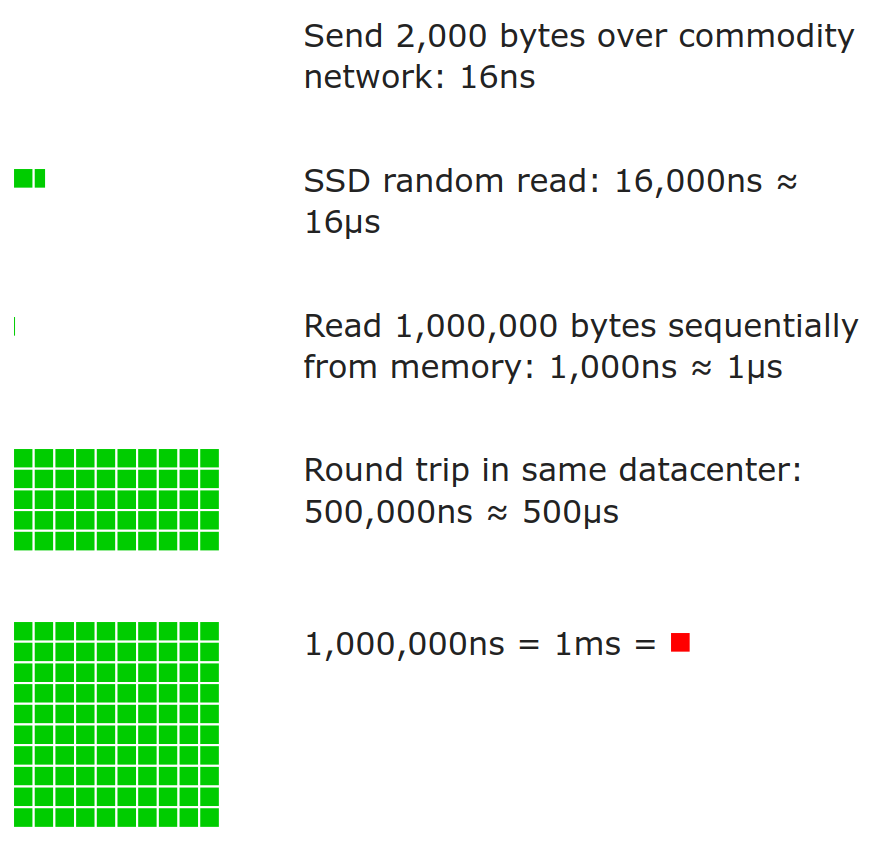 Send 2,000 bytes over commodity
network: 16ns
SSD random read: 16,000ns ≈
16μs
Read 1,000,000 bytes sequentially
from memory: 1,000ns ≈ 1μs
Round trip in same datacenter:
500,000ns ≈ 500μs
1,000,000ns = 1ms =